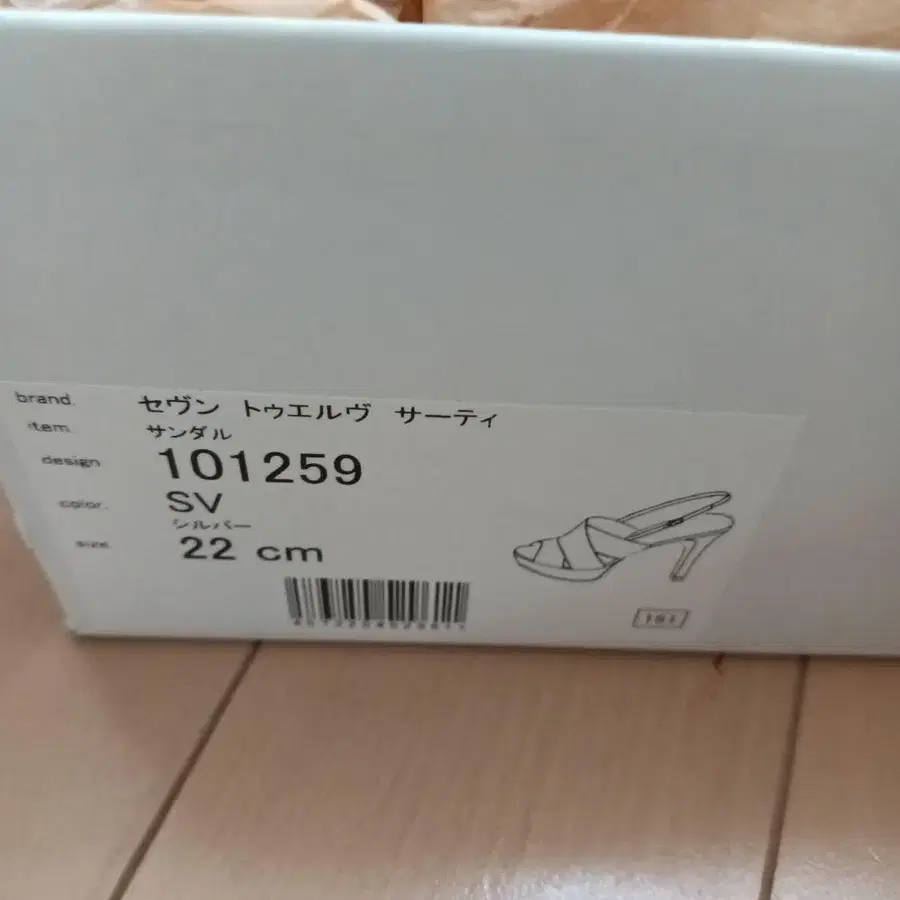 brand. セヴン トゥエルヴ サーティ
item. サンダル
design 101259
color. SV
シルバー
size 22 cm
181